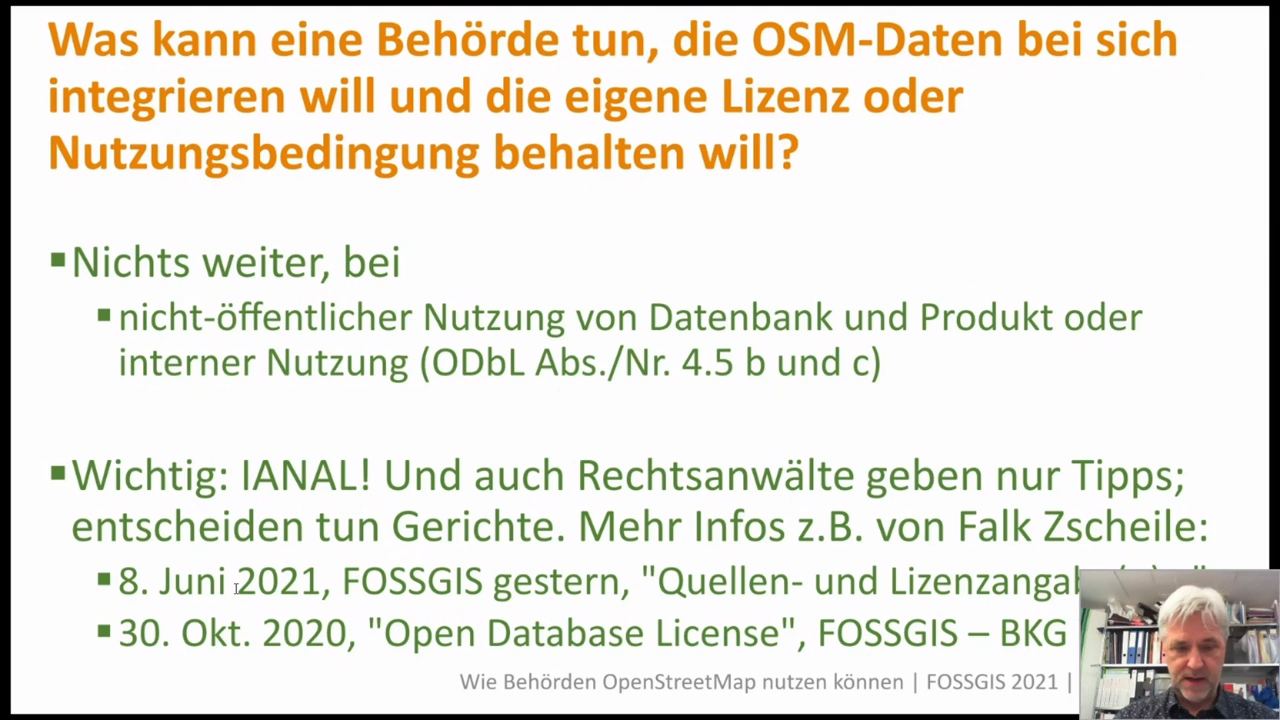 Was kann eine Behörde tun, die OSM-Daten bei sich
integrieren will und die eigene Lizenz oder
Nutzungsbedingung behalten will?
▪Nichts weiter, bei
▪nicht-öffentlicher Nutzung von Datenbank und Produkt oder
interner Nutzung (ODbL Abs./Nr. 4.5 b und c)
▪Wichtig: IANAL! Und auch Rechtsanwälte geben nur Tipps;
entscheiden tun Gerichte. Mehr Infos z.B. von Falk Zscheile:
▪8. Juni 2021, FOSSGIS gestern, "Quellen- und
▪30. Okt. 2020, "Open Database License", FOSSGIS – BKG
Wie Behörden OpenStreetMap nutzen können | FOSSGIS 2021 |